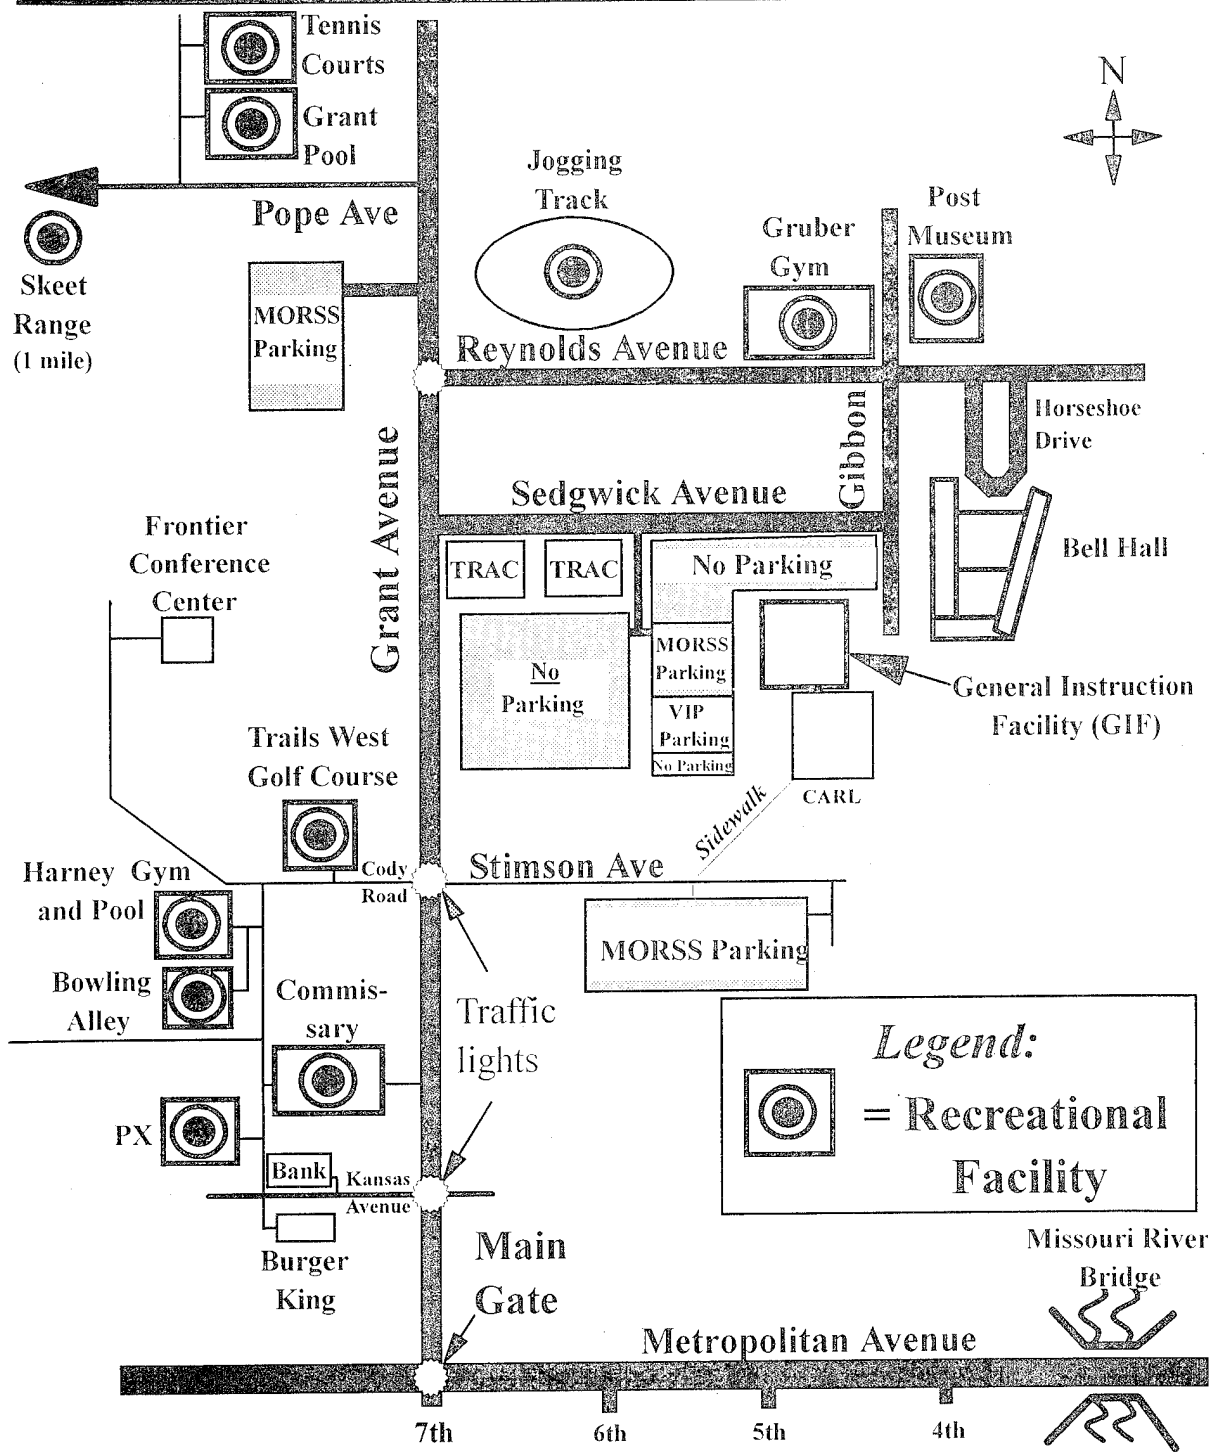 Tennis
Courts
Grant
Pool
N
Pope Ave
Skeet
Range
(1 mile)
MORSS
Parking
Jogging
Track
Gruber
Gym
Post
Museum
Reynolds Avenue
Horseshoe
Drive
Gibbon
Grant Avenue
Sedgwick Avenue
Bell Hall
Frontier
Conference
Center
TRAC
TRAC
No Parking
No
Parking
MORSS
Parking
VIP
Parking
No Parking
General Instruction
Facility (GIF)
CARL
Sidewalk
Trails West
Golf Course
Cody
Road
Stimson Ave
Harney Gym
and Pool
Bowling
Alley
Commis-
sary
MORSS Parking
Traffic
lights
Legend:
= Recreational
Facility
PX
Bank
Kansas
Avenue
Burger
King
Main
Gate
Missouri River
Bridge
Metropolitan Avenue
7th
6th
5th
4th